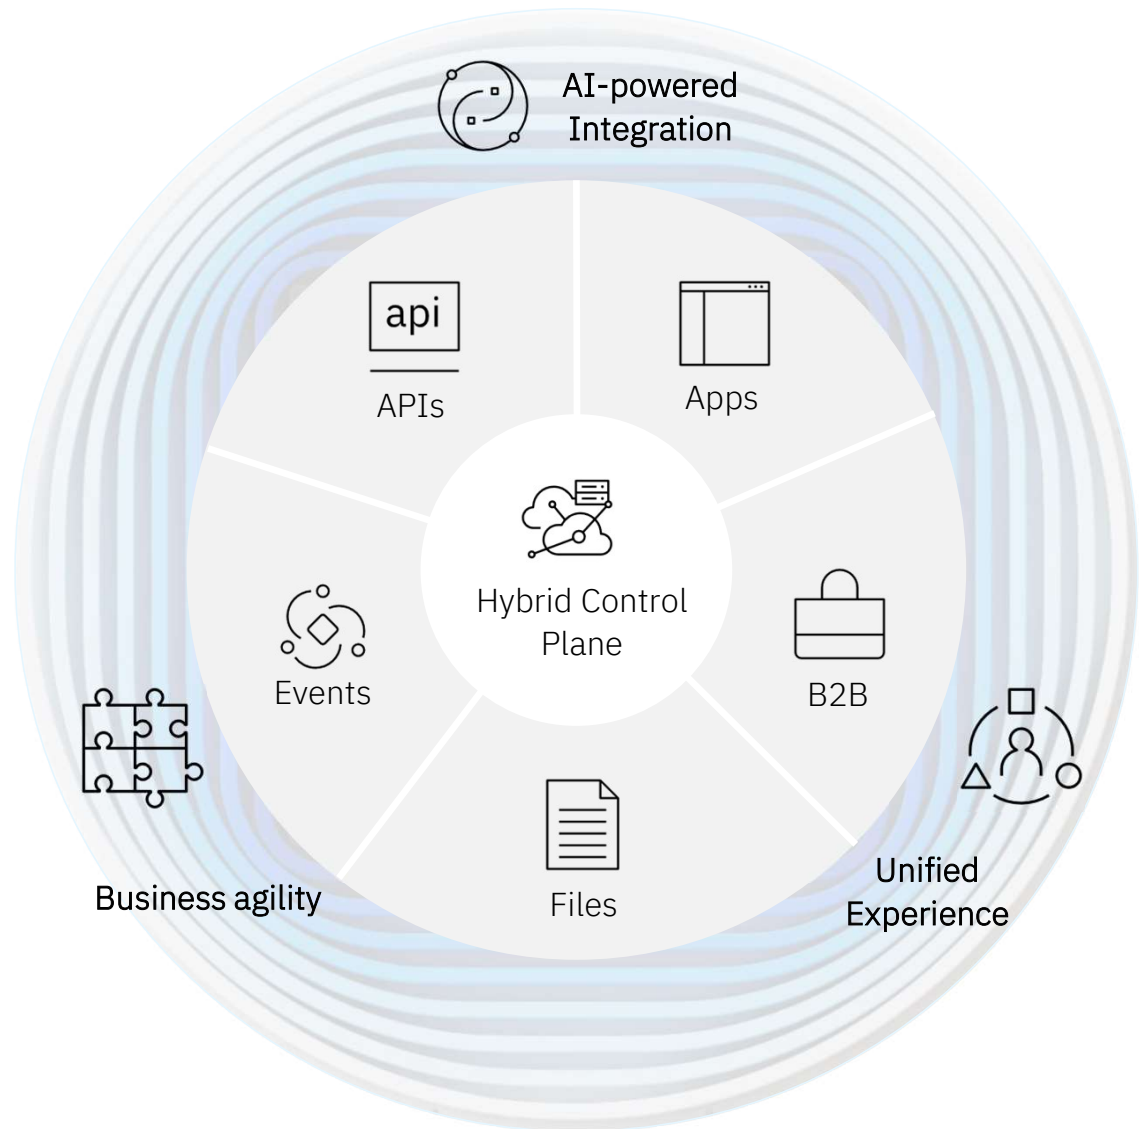 AI-powered
Integration
api
APIs
Apps
Hybrid Control
Plane
Events
B2B
Files
Business agility
Unified
Experience